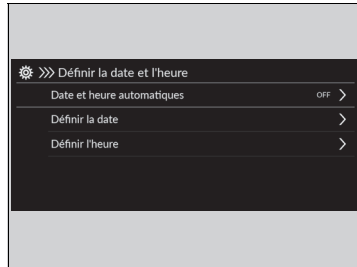 Définir la date et l'heure
Date et heure automatiques OFF
Définir la date
Définir l'heure